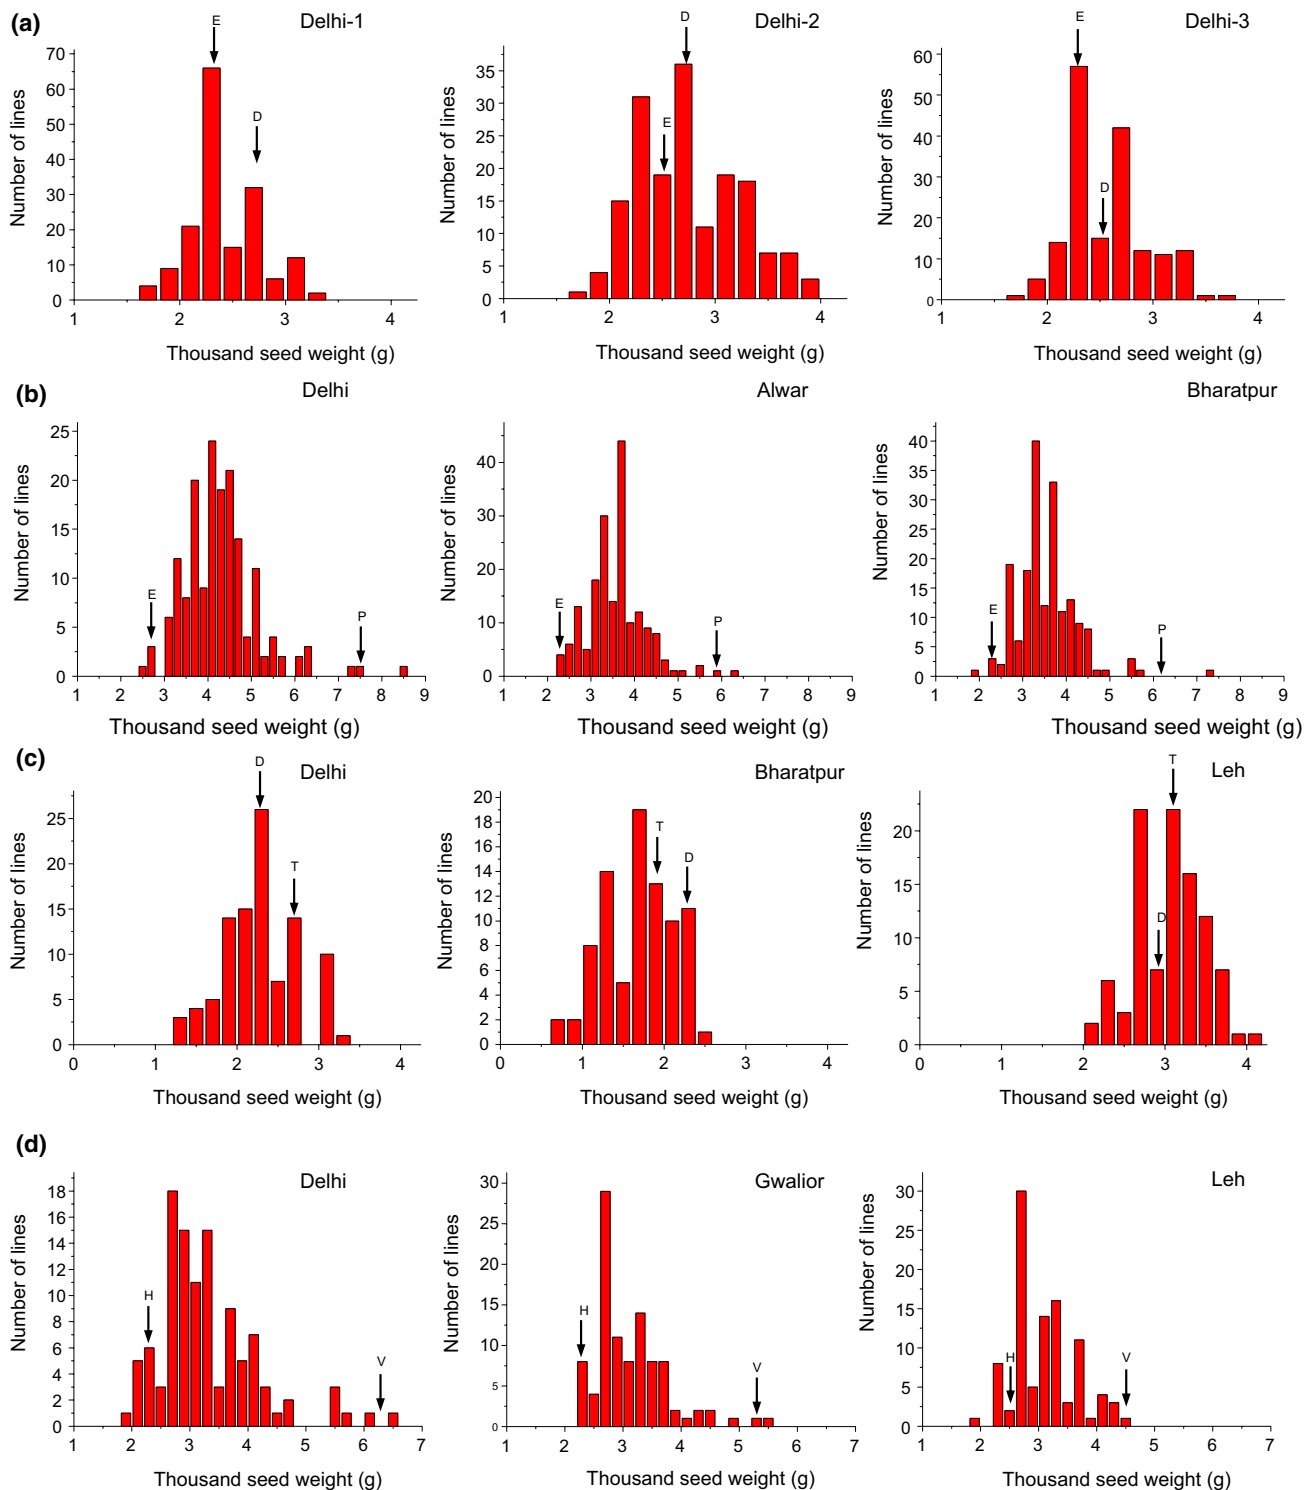 (a)
Delhi-1
E
D
Number of lines
70
60
50
40
30
20
10
0
1 2 3 4
Thousand seed weight (g)
Delhi-2
D
E
Number of lines
35
30
25
20
15
10
5
0
1 2 3 4
Thousand seed weight (g)
Delhi-3
E
D
Number of lines
60
50
40
30
20
10
0
1 2 3 4
Thousand seed weight (g)
(b)
Delhi
E
P
Number of lines
25
20
15
10
5
0
1 2 3 4 5 6 7 8 9
Thousand seed weight (g)
Alwar
E
P
Number of lines
40
30
20
10
0
1 2 3 4 5 6 7 8 9
Thousand seed weight (g)
Bharatpur
E
P
Number of lines
40
35
30
25
20
15
10
5
0
1 2 3 4 5 6 7 8 9
Thousand seed weight (g)
(c)
Delhi
D
T
Number of lines
25
20
15
10
5
0
0 1 2 3 4
Thousand seed weight (g)
Bharatpur
T
D
Number of lines
20
18
16
14
12
10
8
6
4
2
0
0 1 2 3 4
Thousand seed weight (g)
Leh
T
D
Number of lines
20
15
10
5
0
0 1 2 3 4
Thousand seed weight (g)
(d)
Delhi
H
V
Number of lines
18
16
14
12
10
8
6
4
2
0
1 2 3 4 5 6 7
Thousand seed weight (g)
Gwalior
H
V
Number of lines
30
25
20
15
10
5
0
1 2 3 4 5 6 7
Thousand seed weight (g)
Leh
H
V
Number of lines
30
25
20
15
10
5
0
1 2 3 4 5 6 7
Thousand seed weight (g)